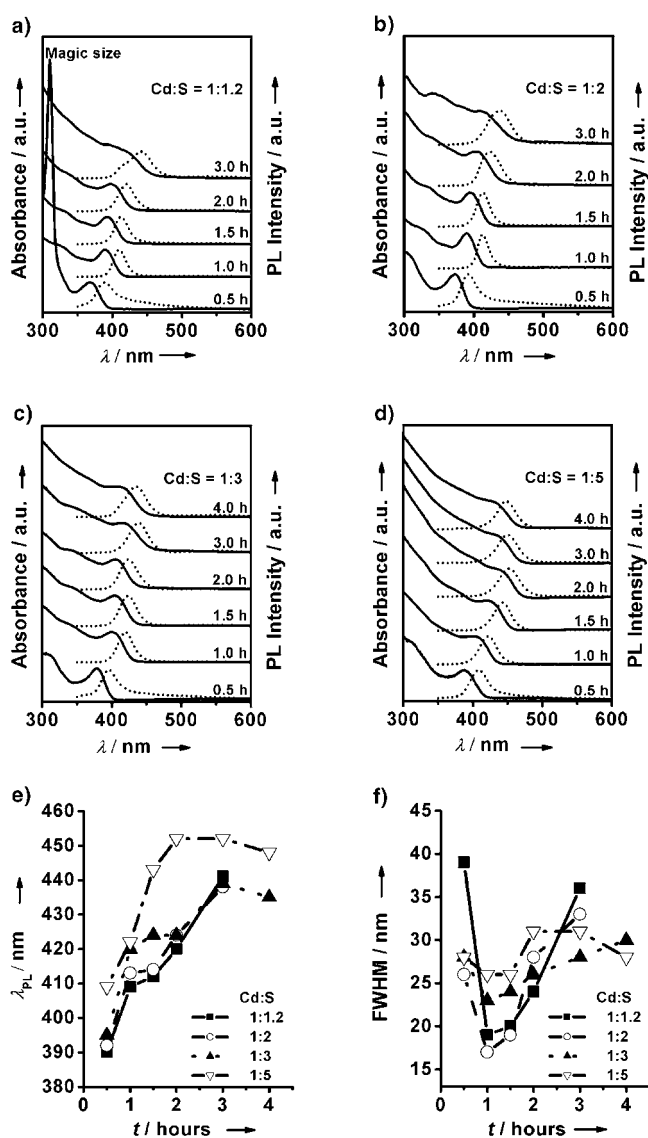 a)
Magic size
Cd:S = 1:1.2
Absorbance / a.u.
PL Intensity / a.u.
3.0 h
2.0 h
1.5 h
1.0 h
0.5 h
300 400 500 600
λ / nm
b)
Cd:S = 1:2
Absorbance / a.u.
PL Intensity / a.u.
3.0 h
2.0 h
1.5 h
1.0 h
0.5 h
300 400 500 600
λ / nm
c)
Cd:S = 1:3
Absorbance / a.u.
PL Intensity / a.u.
4.0 h
3.0 h
2.0 h
1.5 h
1.0 h
0.5 h
300 400 500 600
λ / nm
d)
Cd:S = 1:5
Absorbance / a.u.
PL Intensity / a.u.
4.0 h
3.0 h
2.0 h
1.5 h
1.0 h
0.5 h
300 400 500 600
λ / nm
e)
460
450
440
430
420
410
400
390
380
λPL / nm
Cd:S
1:1.2
1:2
1:3
1:5
0 1 2 3 4
t / hours
f)
45
40
35
30
25
20
15
10
FWHM / nm
Cd:S
1:1.2
1:2
1:3
1:5
0 1 2 3 4
t / hours